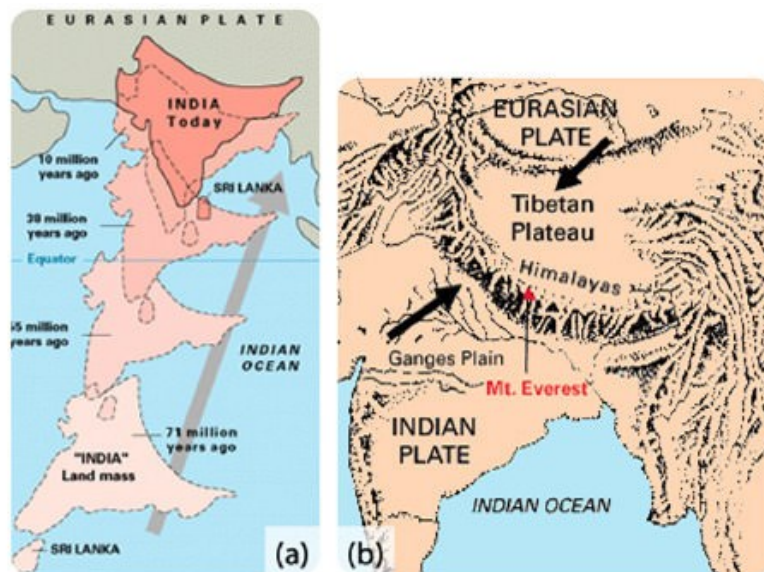 EURASIAN PLATE
INDIA
Today
10 million
years ago
SRI LANKA
38 million
years ago
Equator
55 million
years ago
INDIAN
OCEAN
71 million
years ago
"INDIA"
Land mass
SRI LANKA
(a)
EURASIAN
PLATE
Tibetan
Plateau
Himalayas
Ganges Plain
Mt. Everest
INDIAN
PLATE
INDIAN OCEAN
(b)